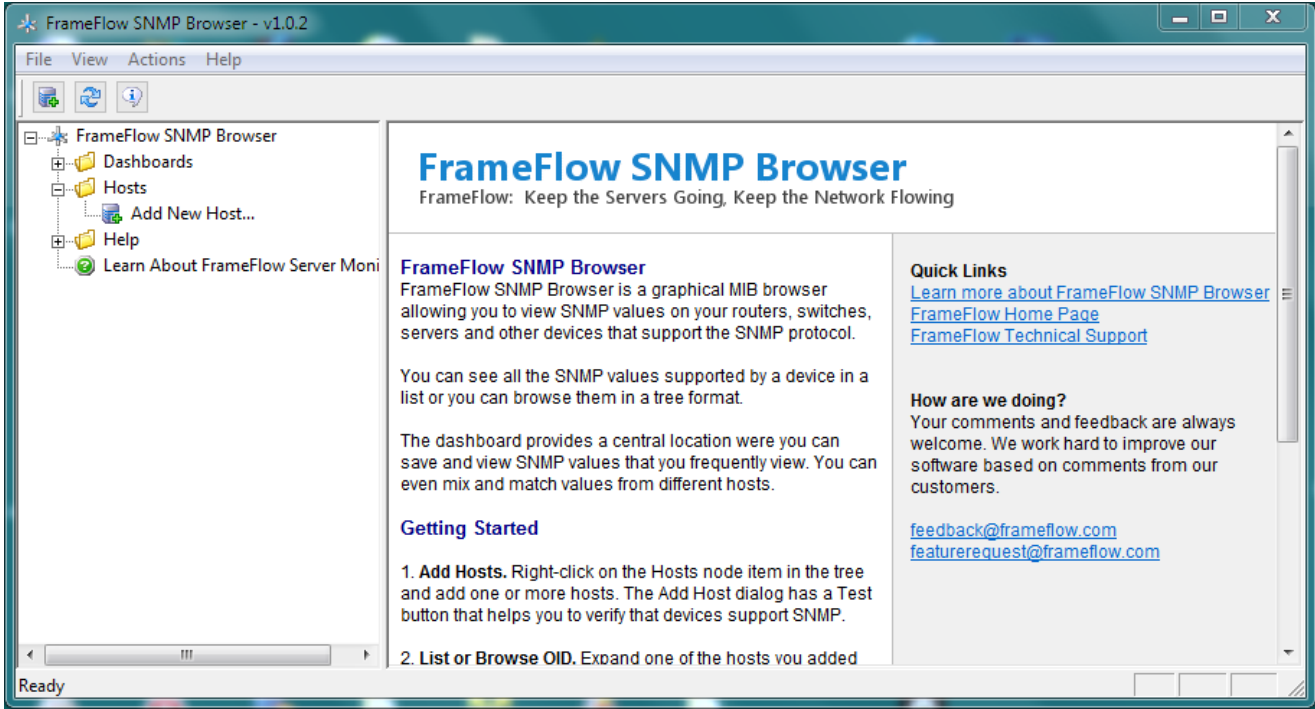 FrameFlow SNMP Browser - v1.0.2
File View Actions Help
FrameFlow SNMP Browser
Dashboards
Hosts
Add New Host...
Help
Learn About FrameFlow Server Moni
FrameFlow SNMP Browser
FrameFlow: Keep the Servers Going, Keep the Network Flowing
FrameFlow SNMP Browser
FrameFlow SNMP Browser is a graphical MIB browser
allowing you to view SNMP values on your routers, switches,
servers and other devices that support the SNMP protocol.
You can see all the SNMP values supported by a device in a
list or you can browse them in a tree format.
The dashboard provides a central location were you can
save and view SNMP values that you frequently view. You can
even mix and match values from different hosts.
Getting Started
1. Add Hosts. Right-click on the Hosts node item in the tree
and add one or more hosts. The Add Host dialog has a Test
button that helps you to verify that devices support SNMP.
2. List or Browse OID. Expand one of the hosts you added
Quick Links
Learn more about FrameFlow SNMP Browser
FrameFlow Home Page
FrameFlow Technical Support
How are we doing?
Your comments and feedback are always
welcome. We work hard to improve our
software based on comments from our
customers.
feedback@frameflow.com
featurerequest@frameflow.com
Ready